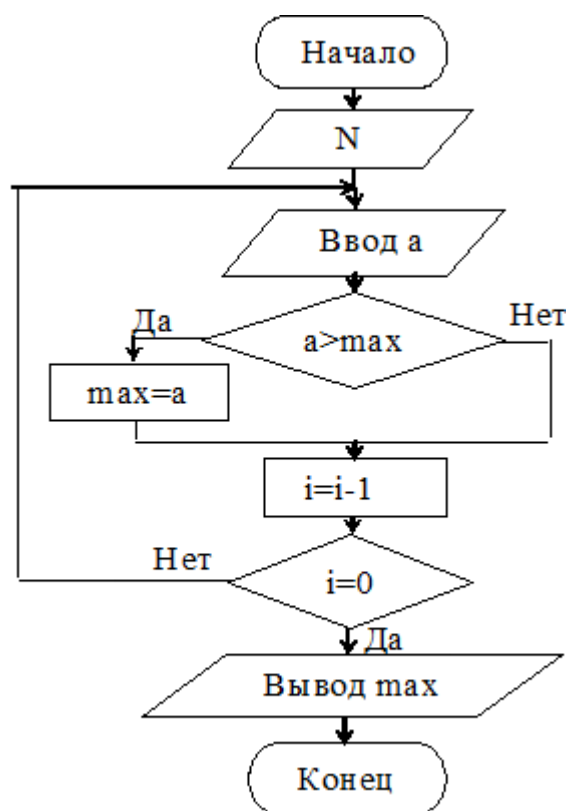 Начало
N
Ввод a
Да
Нет
a>max
max=a
i=i-1
Нет
i=0
Да
Вывод max
Конец